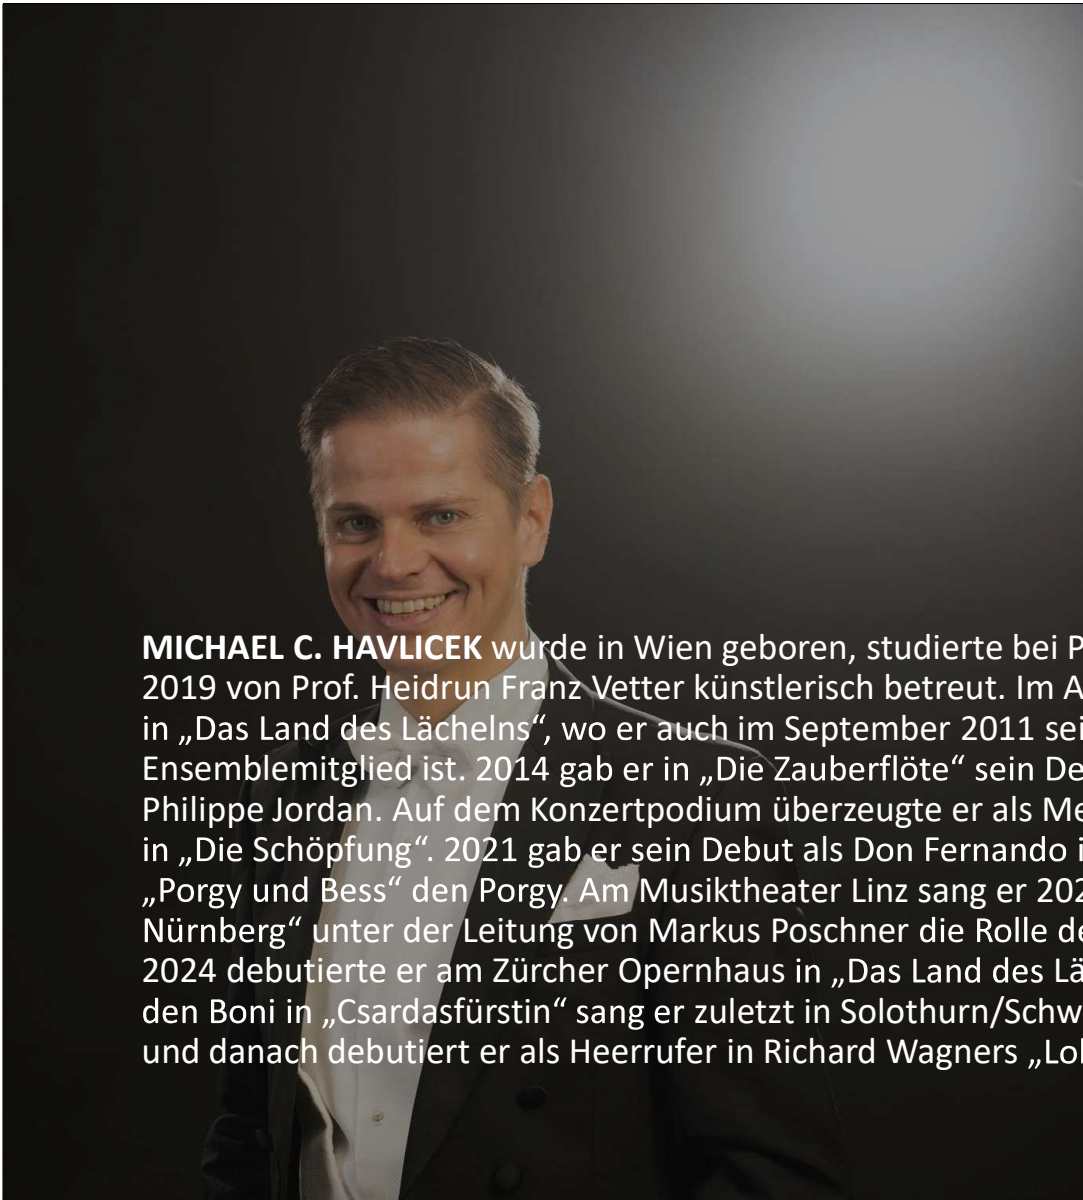 MICHAEL C. HAVLICEK wurde in Wien geboren, studierte bei P
2019 von Prof. Heidrun Franz Vetter künstlerisch betreut. Im A
in „Das Land des Lächelns“, wo er auch im September 2011 sei
Ensemblemitglied ist. 2014 gab er in „Die Zauberflöte“ sein De
Philippe Jordan. Auf dem Konzertpodium überzeugte er als Me
in „Die Schöpfung“. 2021 gab er sein Debut als Don Fernando i
„Porgy und Bess“ den Porgy. Am Musiktheater Linz sang er 202
Nürnberg“ unter der Leitung von Markus Poschner die Rolle de
2024 debutierte er am Zürcher Opernhaus in „Das Land des Lä
den Boni in „Csardasfürstin“ sang er zuletzt in Solothurn/Schw
und danach debutiert er als Heerrufer in Richard Wagners „Lo